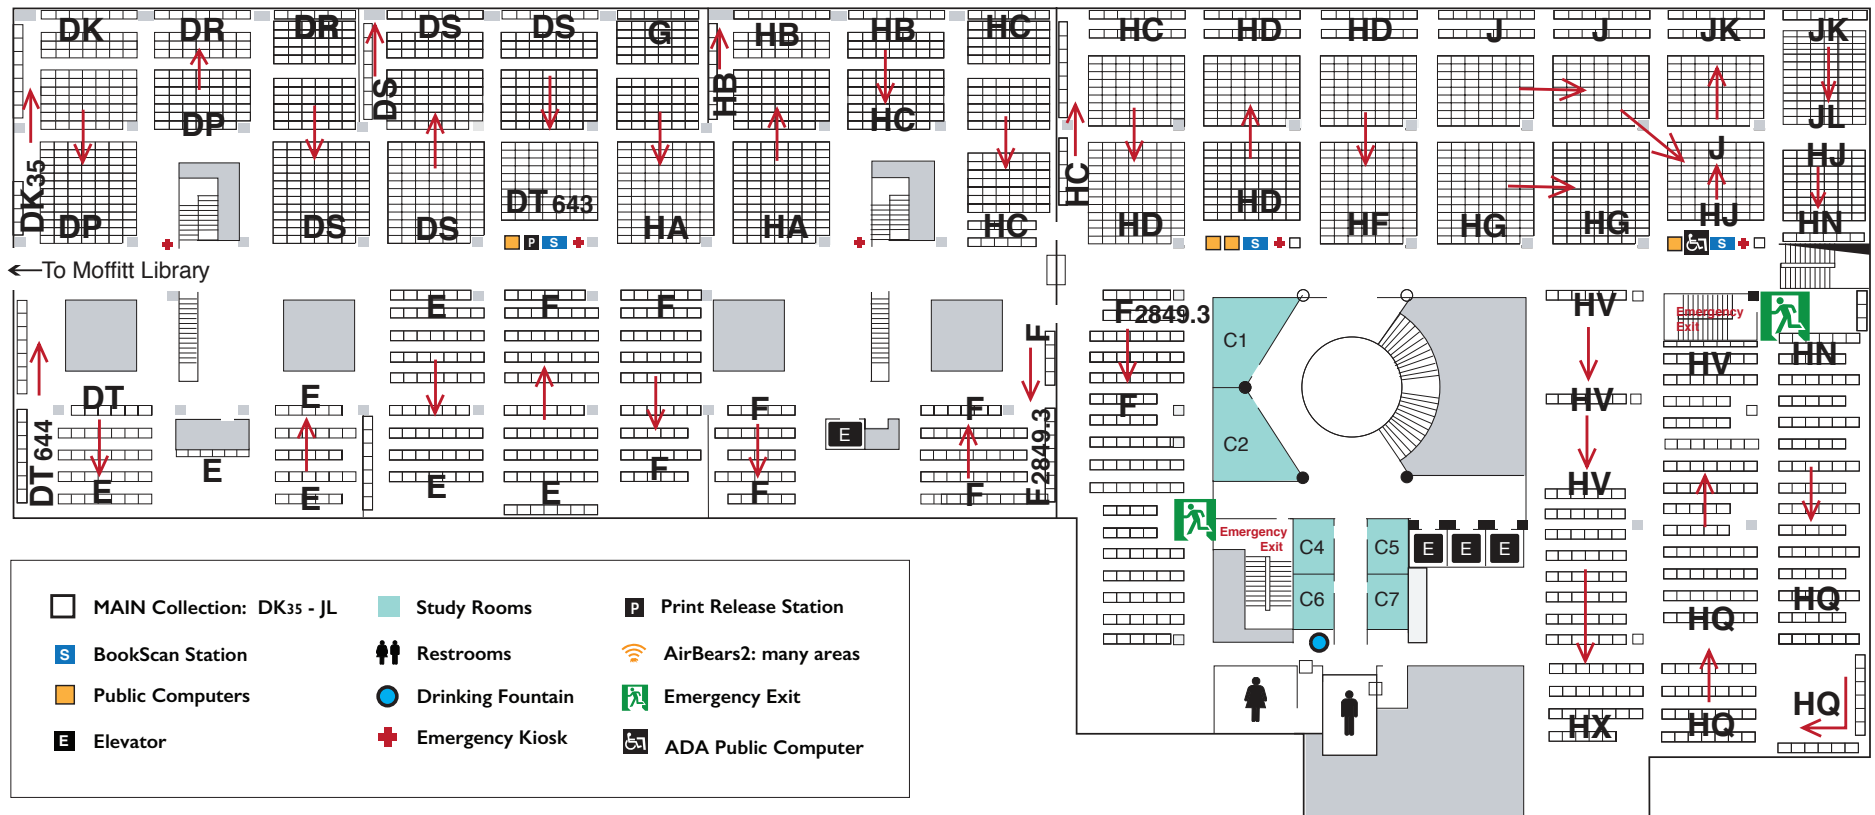 DK DR DR DS DS G HB HB HC HC HD HD J J JK JK
DS HB
DP HC JL
J HJ
DK35 HC
DP DS DS DT 643 HA HA HC HD HD HF HG HG HJ HN
P S S S
← To Moffitt Library
E F F F F 2849.3 HV
Emergency
Exit
C1
HV HN
DT E F F F HV
E C2
DT 644 E E E E E F F F F 2849.3 HV
Emergency
Exit
C4 C5 E E E
C6 C7
HQ HQ
HX HQ HQ
MAIN Collection: DK35 - JL
Study Rooms
P Print Release Station
S BookScan Station
Restrooms
AirBears2: many areas
Public Computers
Drinking Fountain
Emergency Exit
E Elevator
Emergency Kiosk
ADA Public Computer